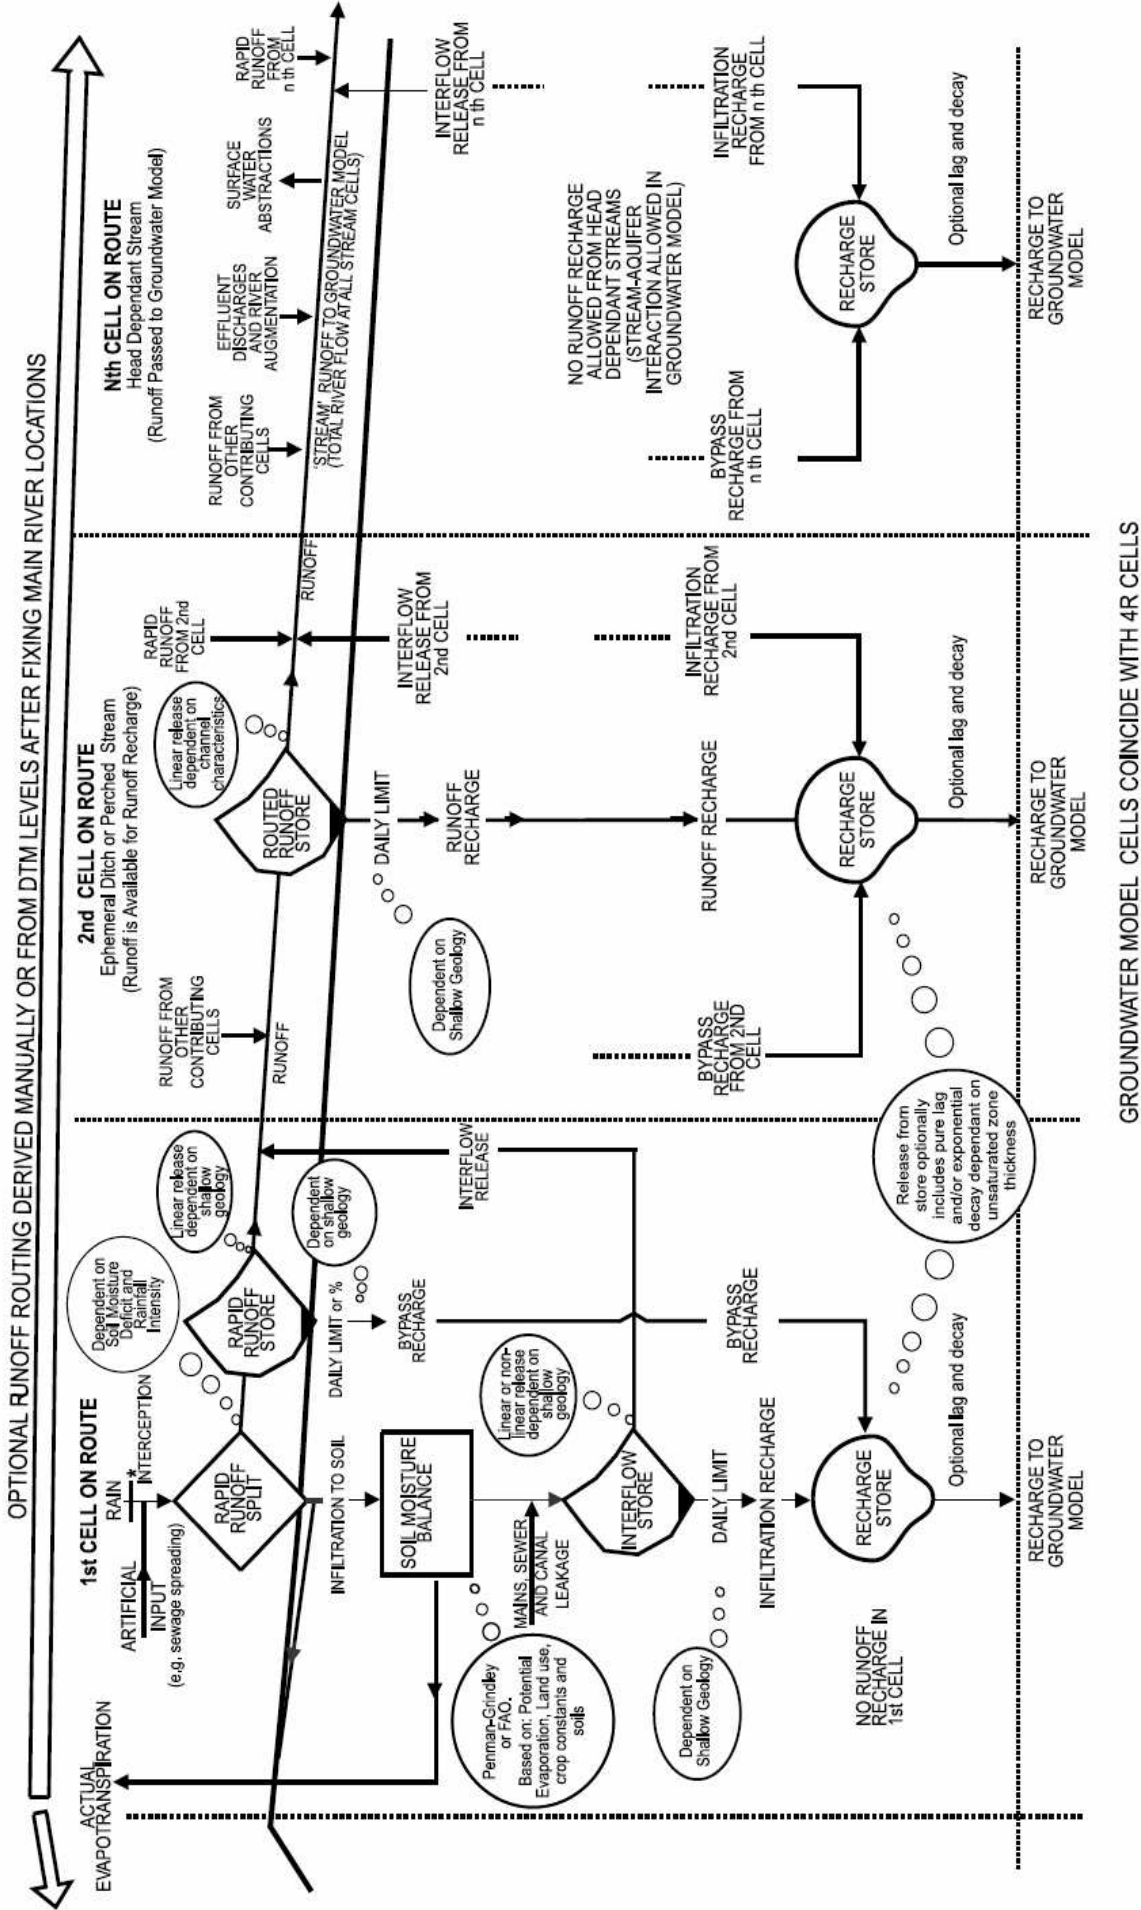 OPTIONAL RUNOFF ROUTING DERIVED MANUALLY OR FROM DTM LEVELS AFTER FIXING MAIN RIVER LOCATIONS
1st CELL ON ROUTE
ACTUAL
EVAPOTRANSPIRATION
ARTIFICIAL
INPUT
(e.g, sewage spreading)
RAIN
*
INTERCEPTION
Dependent on
Soil Moisture
Deficit and
Rainfall
Intensity
RAPID
RUNOFF
SPLIT
RAPID
RUNOFF
STORE
Linear release
dependent on
shallow
geology
Dependent
on shallow
geology
INFILTRATION TO SOIL
DAILY LIMIT or %
BYPASS
RECHARGE
INTERFLOW
RELEASE
SOIL MOISTURE
BALANCE
Penman-Grindley
or FAO.
Based on: Potential
Evaporation, Land use,
crop constants and
soils
MAINS, SEWER
AND CANAL
LEAKAGE
Linear or non-
linear release
dependent on
shallow
geology
INTERFLOW
STORE
Dependent on
Shallow Geology
DAILY LIMIT
INFILTRATION RECHARGE
BYPASS
RECHARGE
NO RUNOFF
RECHARGE IN
1st CELL
RECHARGE
STORE
Optional lag and decay
RECHARGE TO
GROUNDWATER
MODEL
Release from
store optionally
includes pure lag
and/or exponential
decay dependant on
unsaturated zone
thickness
2nd CELL ON ROUTE
Ephemeral Ditch or Perched Stream
(Runoff is Available for Runoff Recharge)
RUNOFF FROM
OTHER
CONTRIBUTING
CELLS
RUNOFF
Linear release
dependent on
channel
characteristics
ROUTED
RUNOFF
STORE
RAPID
RUNOFF
FROM 2nd
CELL
RUNOFF
DAILY LIMIT
Dependent on
Shallow Geology
RUNOFF
RECHARGE
INTERFLOW
RELEASE FROM
2nd CELL
BYPASS
RECHARGE
FROM 2ND
CELL
RUNOFF RECHARGE
INFILTRATION
RECHARGE FROM
2nd CELL
RECHARGE
STORE
Optional lag and decay
RECHARGE TO
GROUNDWATER
MODEL
Nth CELL ON ROUTE
Head Dependant Stream
(Runoff Passed to Groundwater Model)
RUNOFF FROM
OTHER
CONTRIBUTING
CELLS
EFFLUENT
DISCHARGES
AND RIVER
AUGMENTATION
SURFACE
WATER
ABSTRACTIONS
RAPID
RUNOFF
FROM
n th CELL
'STREAM' RUNOFF TO GROUNDWATER MODEL
(TOTAL RIVER FLOW AT ALL STREAM CELLS)
INTERFLOW
RELEASE FROM
n th CELL
NO RUNOFF RECHARGE
ALLOWED FROM HEAD
DEPENDANT STREAMS
(STREAM-AQUIFER
INTERACTION ALLOWED IN
GROUNDWATER MODEL)
BYPASS
RECHARGE FROM
n th CELL
INFILTRATION
RECHARGE
FROM n th CELL
RECHARGE
STORE
Optional lag and decay
RECHARGE TO
GROUNDWATER
MODEL
GROUNDWATER MODEL CELLS COINCIDE WITH 4R CELLS